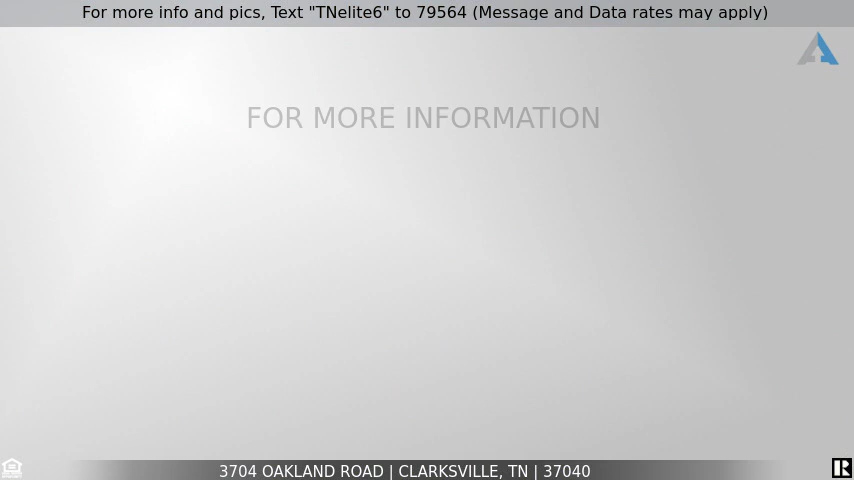 For more info and pics, Text "TNelite6" to 79564 (Message and Data rates may apply)
FOR MORE INFORMATION
3704 OAKLAND ROAD | CLARKSVILLE, TN | 37040